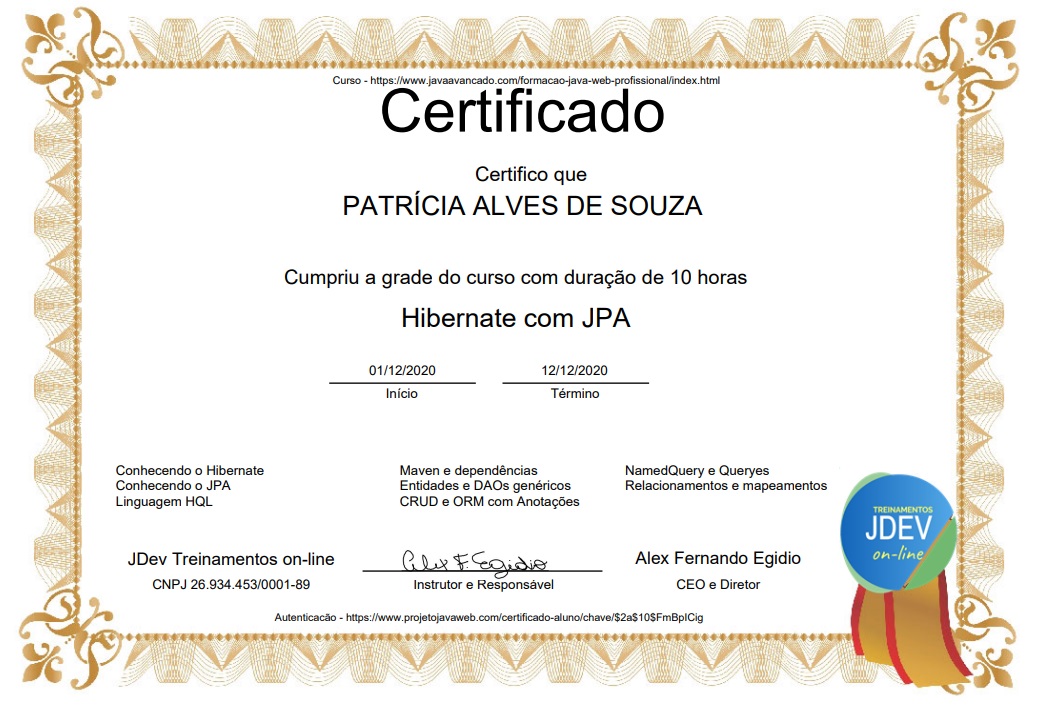 Curso - https://www.javaavancado.com/formacao-java-web-profissional/index.html
Certificado
Certifico que
PATRÍCIA ALVES DE SOUZA
Cumpriu a grade do curso com duração de 10 horas
Hibernate com JPA
01/12/2020 12/12/2020
Início Término
Conhecendo o Hibernate Maven e dependências NamedQuery e Queryes
Conhecendo o JPA Entidades e DAOs genéricos Relacionamentos e mapeamentos
Linguagem HQL CRUD e ORM com Anotações
TREINAMENTOS
JDEV
on-line
JDev Treinamentos on-line Alex F. Egidio Alex Fernando Egidio
CNPJ 26.934.453/0001-89 Instrutor e Responsável CEO e Diretor
Autenticacão - https://www.projetojavaweb.com/certificado-aluno/chave/$2a$10$FmBpICig